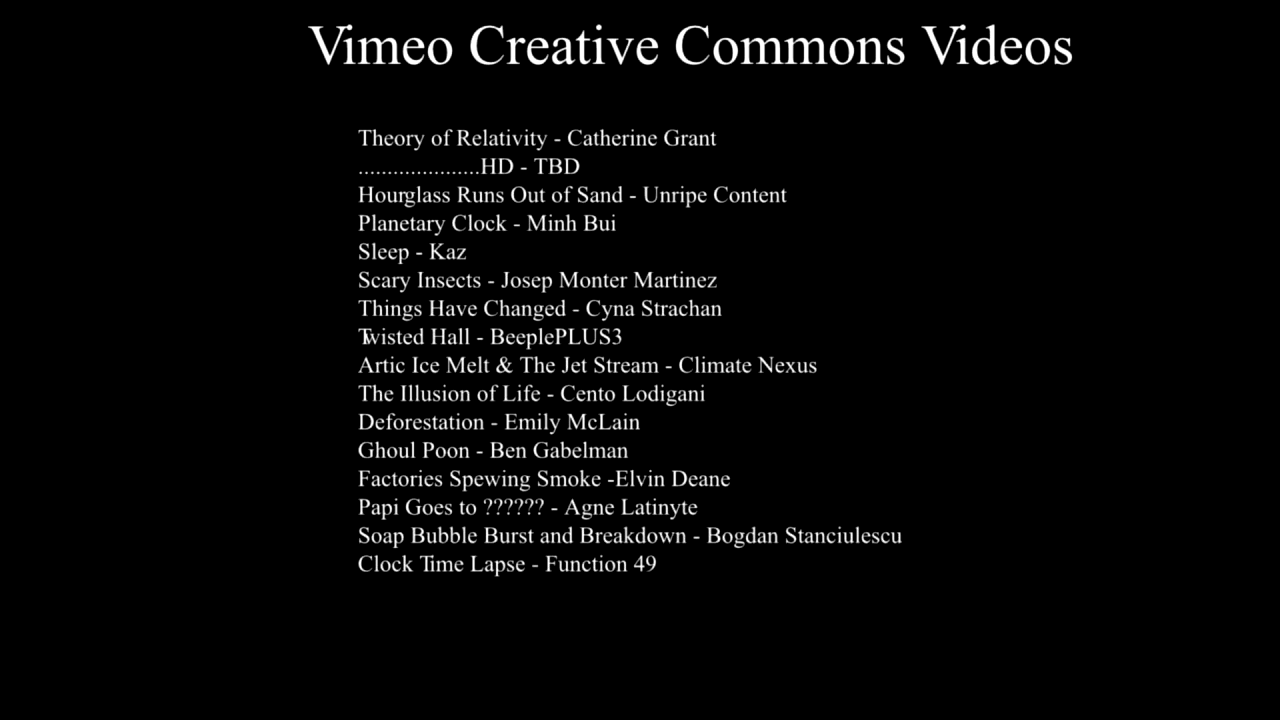 Vimeo Creative Commons Videos
Theory of Relativity - Catherine Grant
.....................HD - TBD
Hourglass Runs Out of Sand - Unripe Content
Planetary Clock - Minh Bui
Sleep - Kaz
Scary Insects - Josep Monter Martinez
Things Have Changed - Cyna Strachan
Twisted Hall - BeeplePLUS3
Artic Ice Melt & The Jet Stream - Climate Nexus
The Illusion of Life - Cento Lodigani
Deforestation - Emily McLain
Ghoul Poon - Ben Gabelman
Factories Spewing Smoke -Elvin Deane
Papi Goes to ?????? - Agne Latinyte
Soap Bubble Burst and Breakdown - Bogdan Stanciulescu
Clock Time Lapse - Function 49